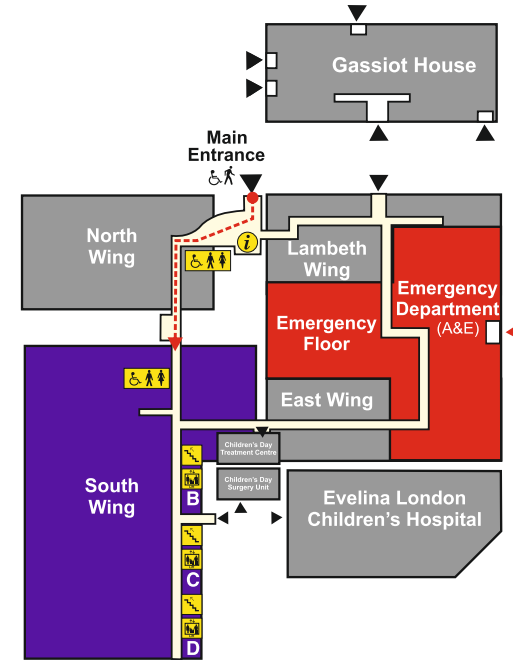 Gassiot House
Main
Entrance
North
Wing
i
Lambeth
Wing
Emergency
Department
(A&E)
Emergency
Floor
East Wing
Children's Day
Treatment Centre
Children's Day
Surgery Unit
South
Wing
B
Evelina London
Children's Hospital
C
D